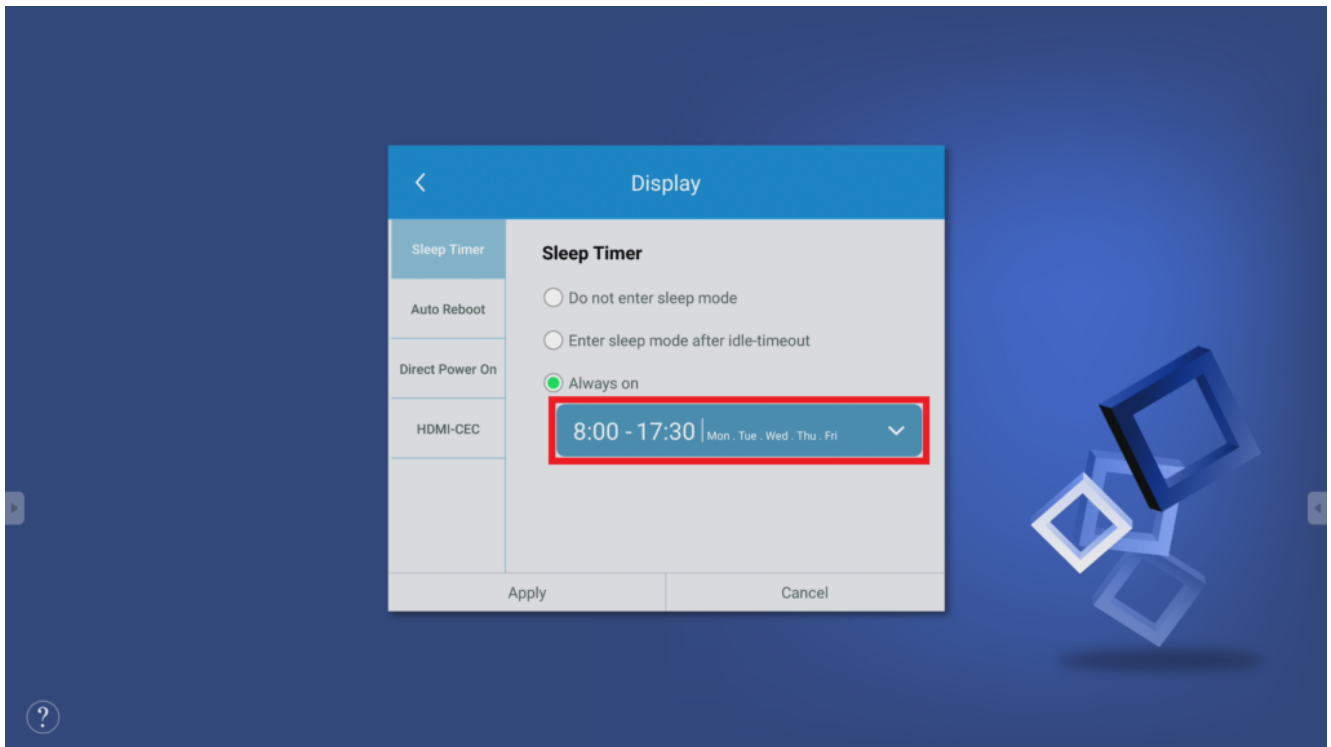 Display
Sleep Timer
Auto Reboot
Direct Power On
HDMI-CEC
Sleep Timer
Do not enter sleep mode
Enter sleep mode after idle-timeout
Always on
8:00 - 17:30 | Mon . Tue . Wed . Thu . Fri
Apply
Cancel
?